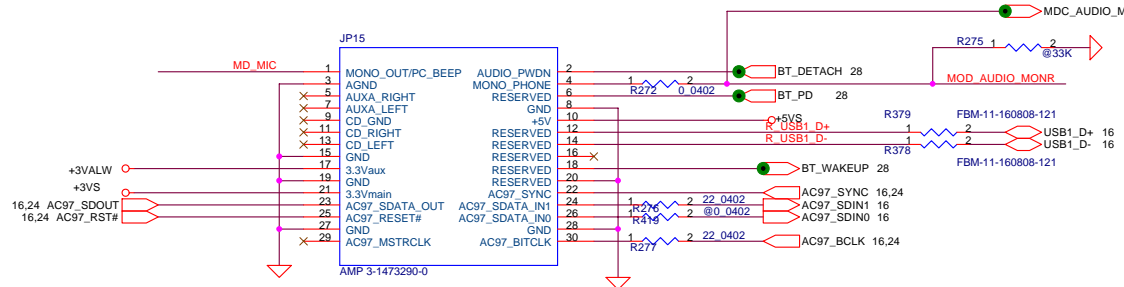 MDC_AUDIO_M
JP15
R275 1 2
@33K
MD_MIC 1 MONO_OUT/PC_BEEP AUDIO_PWDN 2 BT_DETACH 28
3 AGND MONO_PHONE 4 1 2 MOD_AUDIO_MONR
R272 0_0402
5 AUXA_RIGHT RESERVED 6 BT_PD 28
7 AUXA_LEFT GND 8
9 CD_GND +5V 10 +5VS R379 FBM-11-160808-121
11 CD_RIGHT RESERVED 12 R_USB1_D+ 1 2 USB1_D+ 16
13 CD_LEFT RESERVED 14 R_USB1_D- 1 2 USB1_D- 16
15 GND RESERVED 16 R378
+3VALW 17 3.3Vaux RESERVED 18 BT_WAKEUP 28 FBM-11-160808-121
19 GND RESERVED 20
+3VS 21 3.3Vmain AC97_SYNC 22 AC97_SYNC 16,24
16,24 AC97_SDOUT 23 AC97_SDATA_OUT AC97_SDATA_IN1 24 1 2 22_0402 AC97_SDIN1 16
R276
16,24 AC97_RST# 25 AC97_RESET# AC97_SDATA_IN0 26 1 2 @0_0402 AC97_SDIN0 16
R419
27 GND GND 28
29 AC97_MSTRCLK AC97_BITCLK 30 1 2 22_0402 AC97_BCLK 16,24
R277
AMP 3-1473290-0